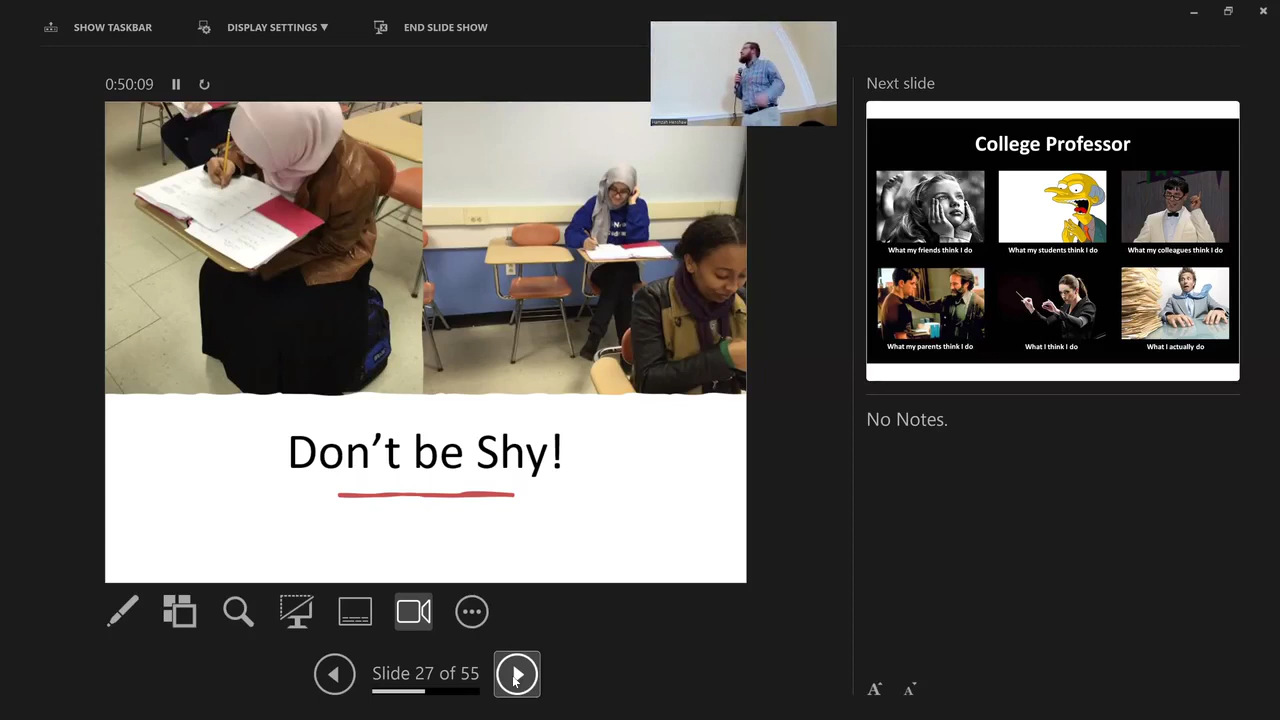 SHOW TASKBAR
DISPLAY SETTINGS ▼
END SLIDE SHOW
0:50:09
Don't be Shy!
Slide 27 of 55
Next slide
College Professor
What my friends think I do
What my students think I do
What my colleagues think I do
What my parents think I do
What I think I do
What I actually do
No Notes.
A
A